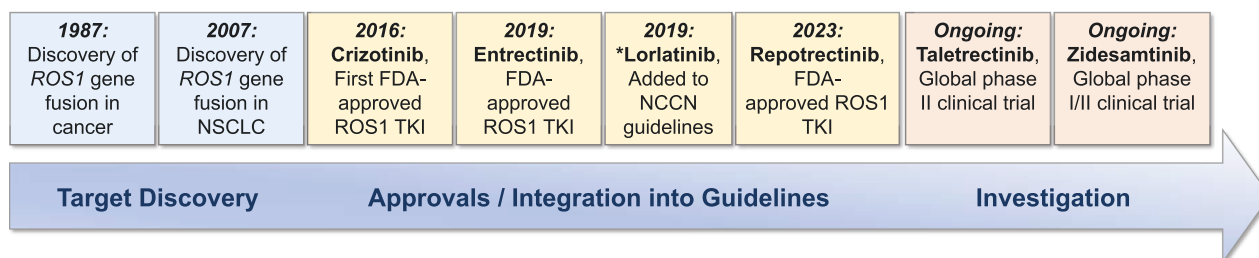 1987:
Discovery of
ROS1 gene
fusion in
cancer
2007:
Discovery of
ROS1 gene
fusion in
NSCLC
2016:
Crizotinib,
First FDA-
approved
ROS1 TKI
2019:
Entrectinib,
FDA-
approved
ROS1 TKI
2019:
*Lorlatinib,
Added to
NCCN
guidelines
2023:
Repotrectinib,
FDA-
approved ROS1
TKI
Ongoing:
Taletrectinib,
Global phase
II clinical trial
Ongoing:
Zidesamtinib,
Global phase
I/II clinical trial
Target Discovery
Approvals / Integration into Guidelines
Investigation